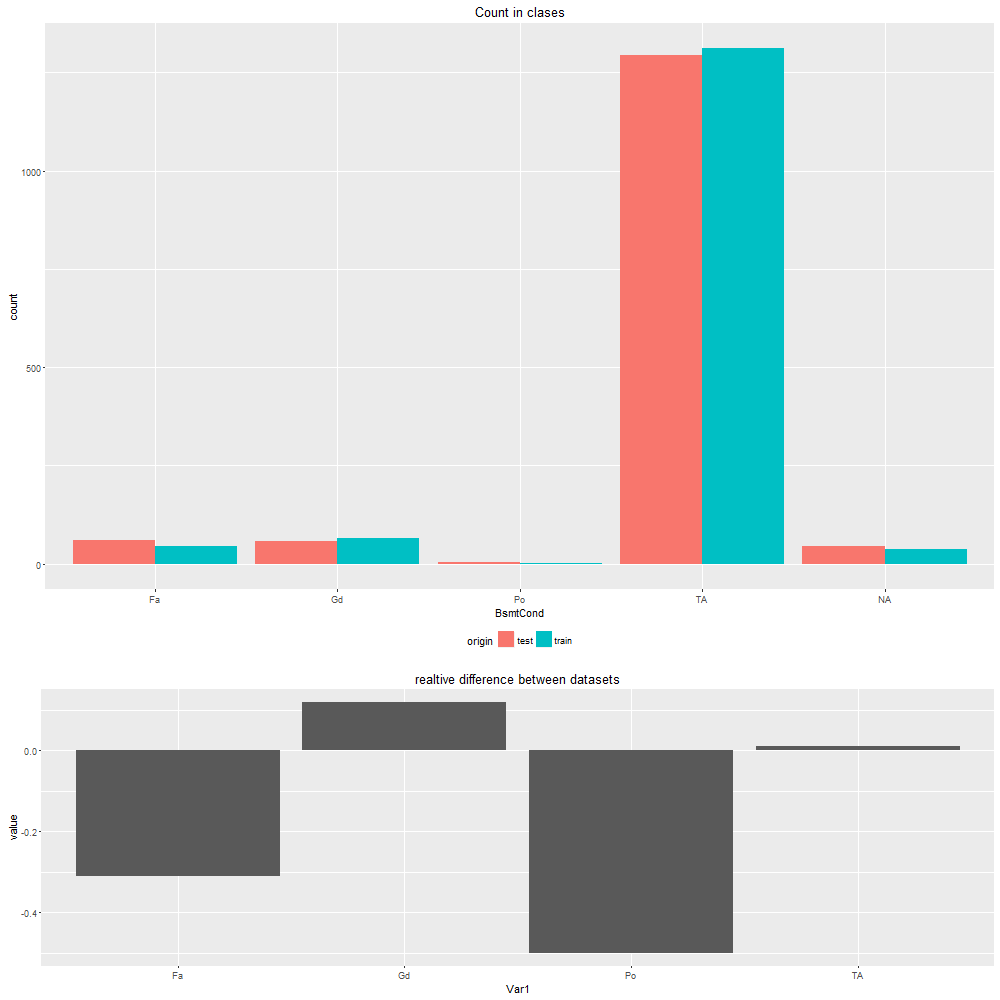 Count in clases
count
1000
500
0
Fa Gd Po TA NA
BsmtCond
origin test train
realtive difference between datasets
value
0.0
-0.2
-0.4
Fa Gd Po TA
Var1